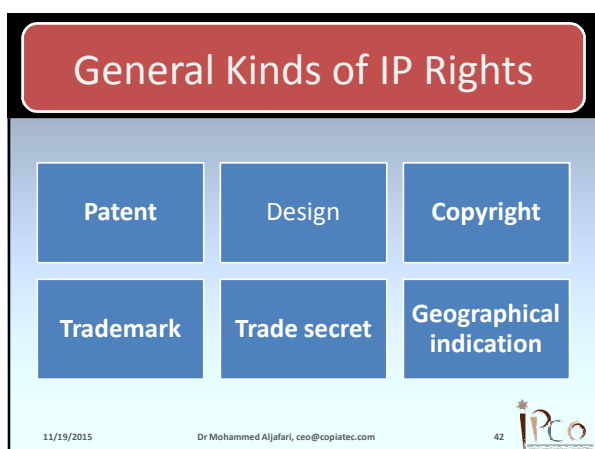 General Kinds of IP Rights
Patent
Design
Copyright
Trademark
Trade secret
Geographical
indication
11/19/2015
Dr Mohammed Aljafari, ceo@copiatec.com
42
IPCO